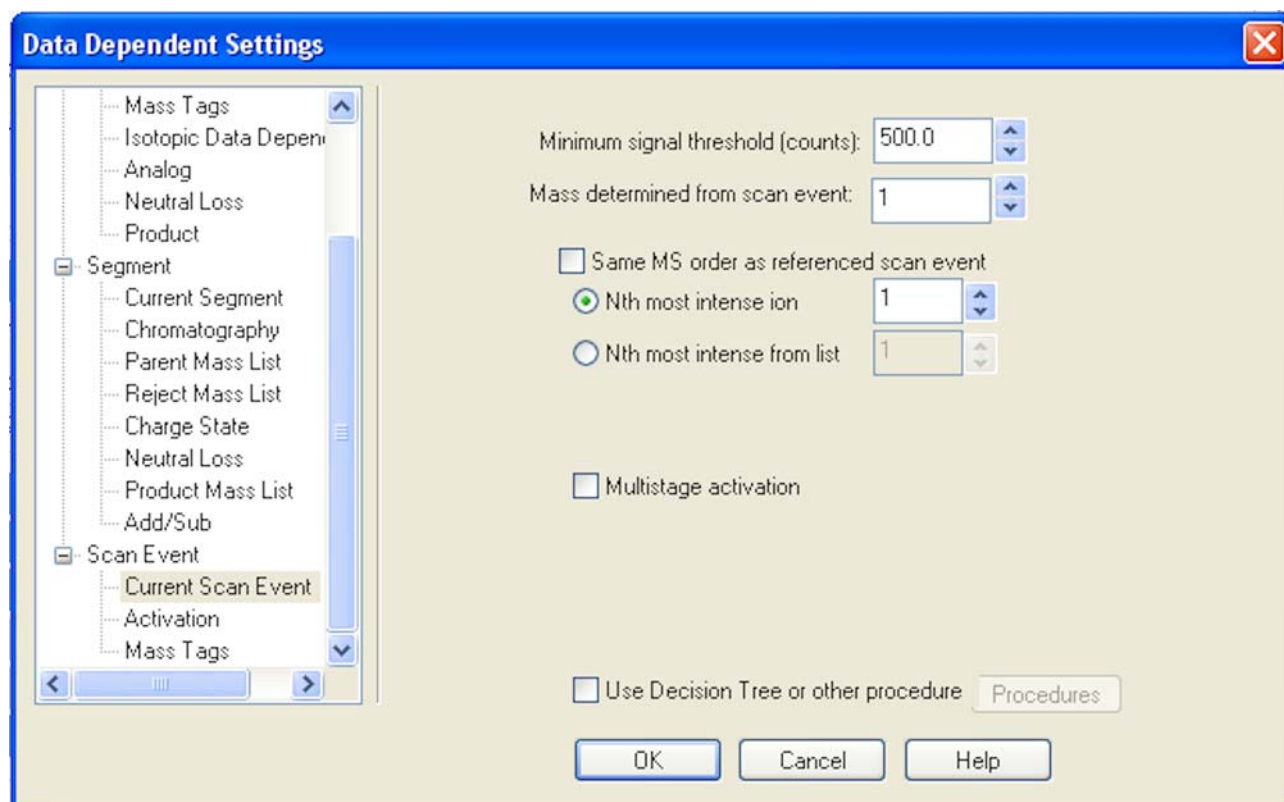 Data Dependent Settings
Mass Tags
Isotopic Data Depen
Analog
Neutral Loss
Product
Segment
Current Segment
Chromatography
Parent Mass List
Reject Mass List
Charge State
Neutral Loss
Product Mass List
Add/Sub
Scan Event
Current Scan Event
Activation
Mass Tags
Minimum signal threshold (counts): 500.0
Mass determined from scan event: 1
Same MS order as referenced scan event
Nth most intense ion 1
Nth most intense from list 1
Multistage activation
Use Decision Tree or other procedure Procedures
OK Cancel Help